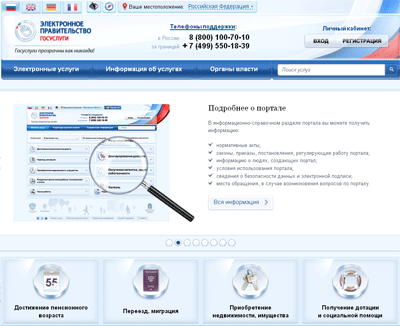 Ваше местоположение: Российская Федерация
ЭЛЕКТРОННОЕ
ПРАВИТЕЛЬСТВО
ГОСУСЛУГИ
Госуслуги прозрачны как никогда!
Телефоны поддержки:
в России 8 (800) 100-70-10
за границей + 7 (499) 550-18-39
Личный кабинет:
ВХОД РЕГИСТРАЦИЯ
Электронные услуги Информация об услугах Органы власти Поиск услуг
Подробнее о портале
В информационно-справочном разделе портала вы можете получить
информацию:
нормативные акты;
законы, приказы, постановления, регулирующие работу портала;
информацию о людях, создающих портал;
условия использования портала;
сведения о безопасности данных и электронной подписи;
места обращения, в случае возникновения вопросов по порталу.
Вся информация
Достижение пенсионного
возраста
Переезд, миграция
Приобретение
недвижимости, имущества
Получение дотации
и социальной помощи
55